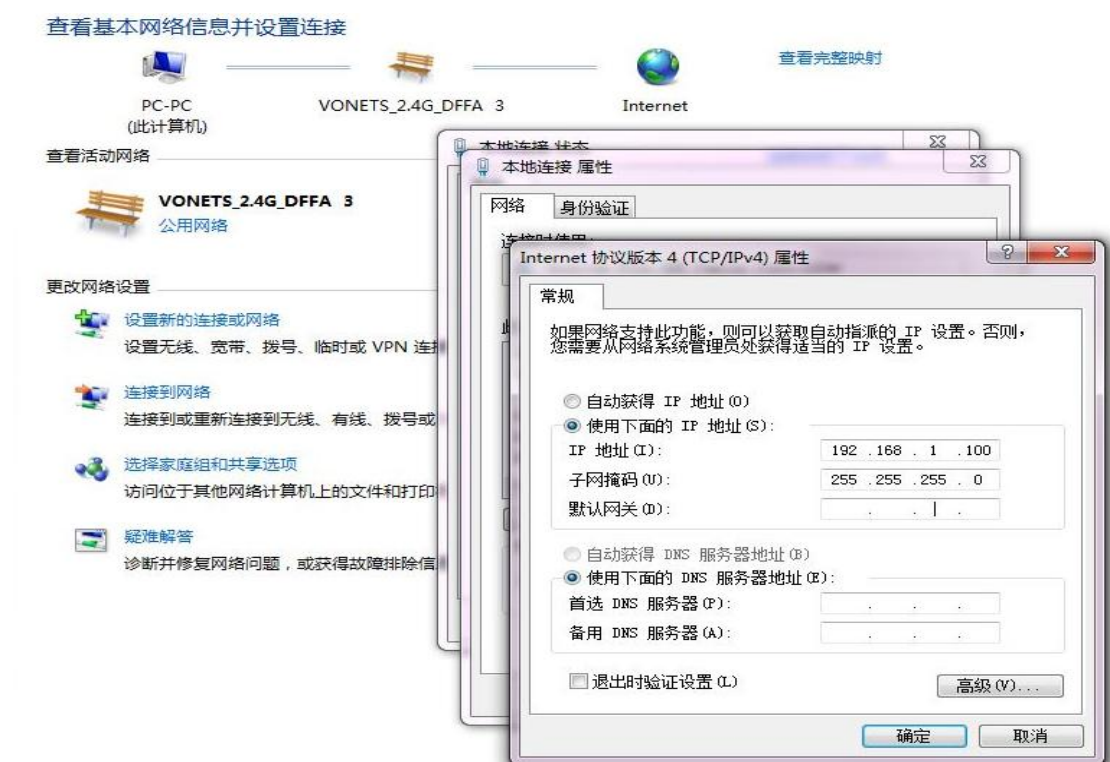 查看基本网络信息并设置连接
查看完整映射
PC-PC
(此计算机)
VONETS_2.4G_DFFA 3
Internet
查看活动网络
VONETS_2.4G_DFFA 3
公用网络
更改网络设置
设置新的连接或网络
设置无线、宽带、拨号、临时或 VPN 连接
连接到网络
连接到或重新连接到无线、有线、拨号或
选择家庭组和共享选项
访问位于其他网络计算机上的文件和打印
疑难解答
诊断并修复网络问题，或获得故障排除信
本地连接 状态
本地连接 属性
网络
身份验证
连接时使用:
Internet 协议版本 4 (TCP/IPv4) 属性
常规
如果网络支持此功能，则可以获取自动指派的 IP 设置。否则，
您需要从网络系统管理员处获得适当的 IP 设置。
自动获得 IP 地址(O)
使用下面的 IP 地址(S):
IP 地址(I): 192 .168 . 1 .100
子网掩码(U): 255 .255 .255 . 0
默认网关(D): . . .
自动获得 DNS 服务器地址(B)
使用下面的 DNS 服务器地址(E):
首选 DNS 服务器(P): . . .
备用 DNS 服务器(A): . . .
退出时验证设置(L)
高级(V)...
确定
取消